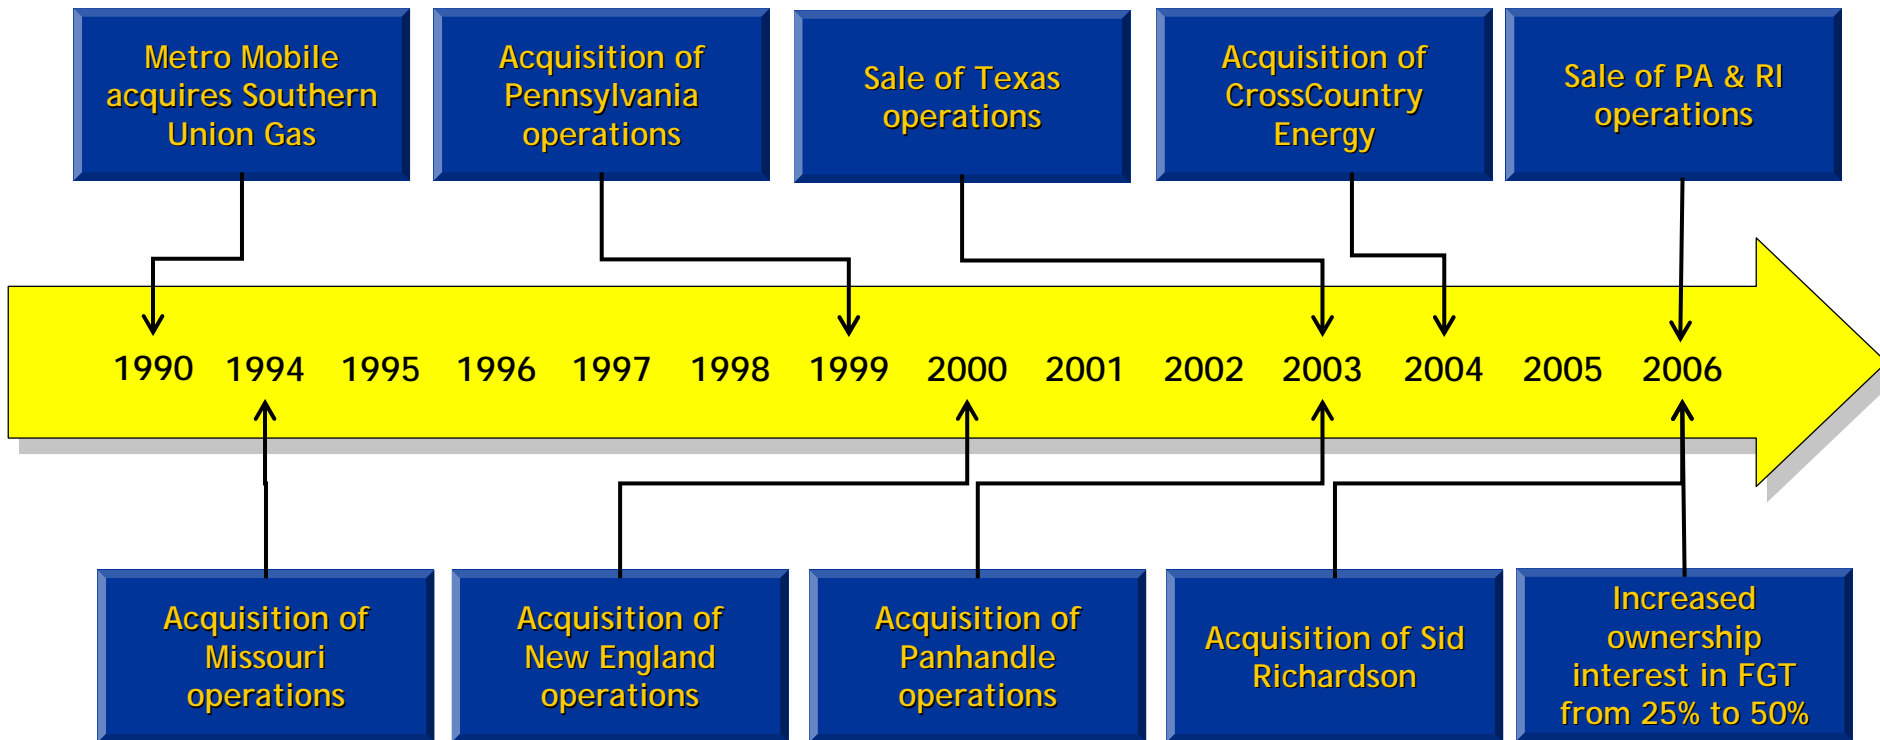 Metro Mobile
acquires Southern
Union Gas
Acquisition of
Pennsylvania
operations
Sale of Texas
operations
Acquisition of
CrossCountry
Energy
Sale of PA & RI
operations
1990 1994 1995 1996 1997 1998 1999 2000 2001 2002 2003 2004 2005 2006
Acquisition of
Missouri
operations
Acquisition of
New England
operations
Acquisition of
Panhandle
operations
Acquisition of Sid
Richardson
Increased
ownership
interest in FGT
from 25% to 50%